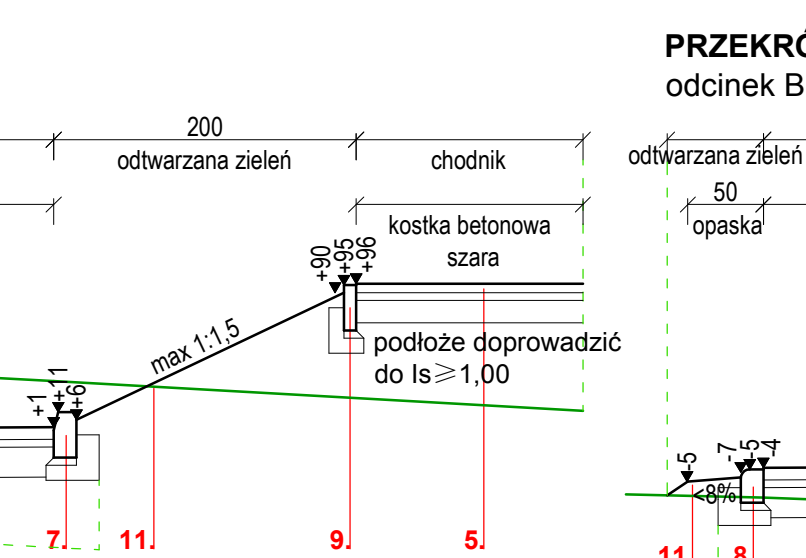 PRZEKRÓ
odcinek B
200
odtwarzana zieleń
chodnik
odtwarzana zieleń
50
opaska
kostka betonowa
szara
+90
+95
+96
max 1:1,5
podłoże doprowadzić
do Is≥1,00
+1
+11
+6
-5
-7
-5
-4
<8%
7.
11.
9.
5.
11.
8.